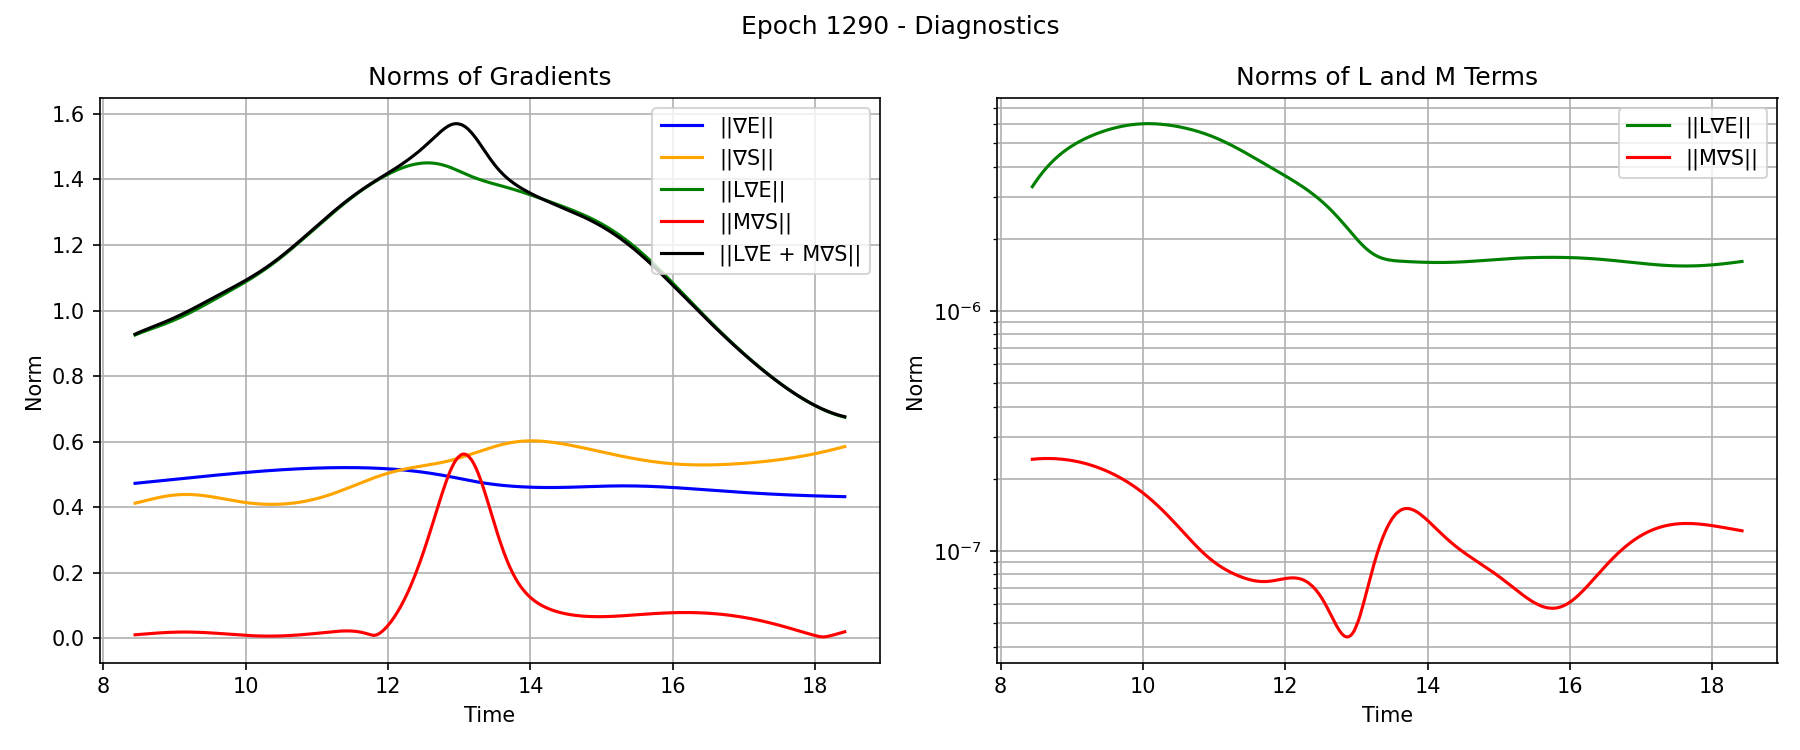 Epoch 1290 - Diagnostics
Norms of Gradients
Norm
1.6
1.4
1.2
1.0
0.8
0.6
0.4
0.2
0.0
||∇E||
||∇S||
||L∇E||
||M∇S||
||L∇E + M∇S||
8
10
12
14
16
18
Time
Norms of L and M Terms
Norm
10⁻⁶
10⁻⁷
||L∇E||
||M∇S||
8
10
12
14
16
18
Time